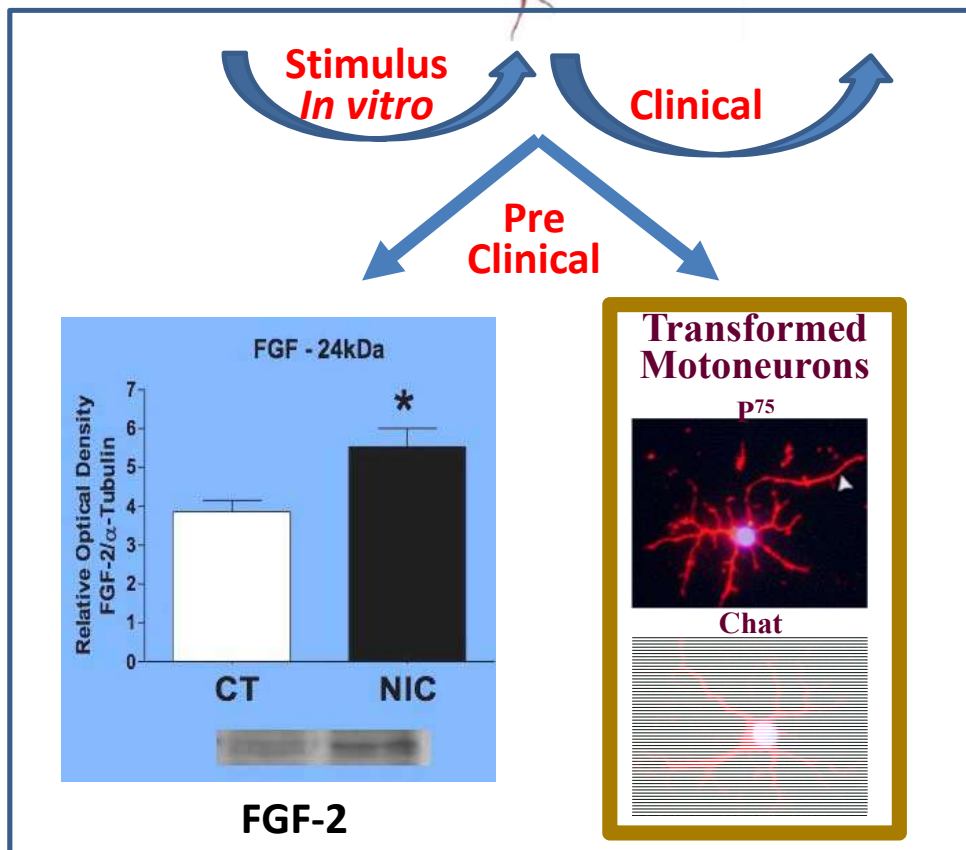 Stimulus
In vitro
Clinical
Pre
Clinical
FGF - 24kDa
Relative Optical Density
FGF-2/α-Tubulin
7
6
5
4
3
2
1
0
*
CT NIC
FGF-2
Transformed
Motoneurons
P75
Chat